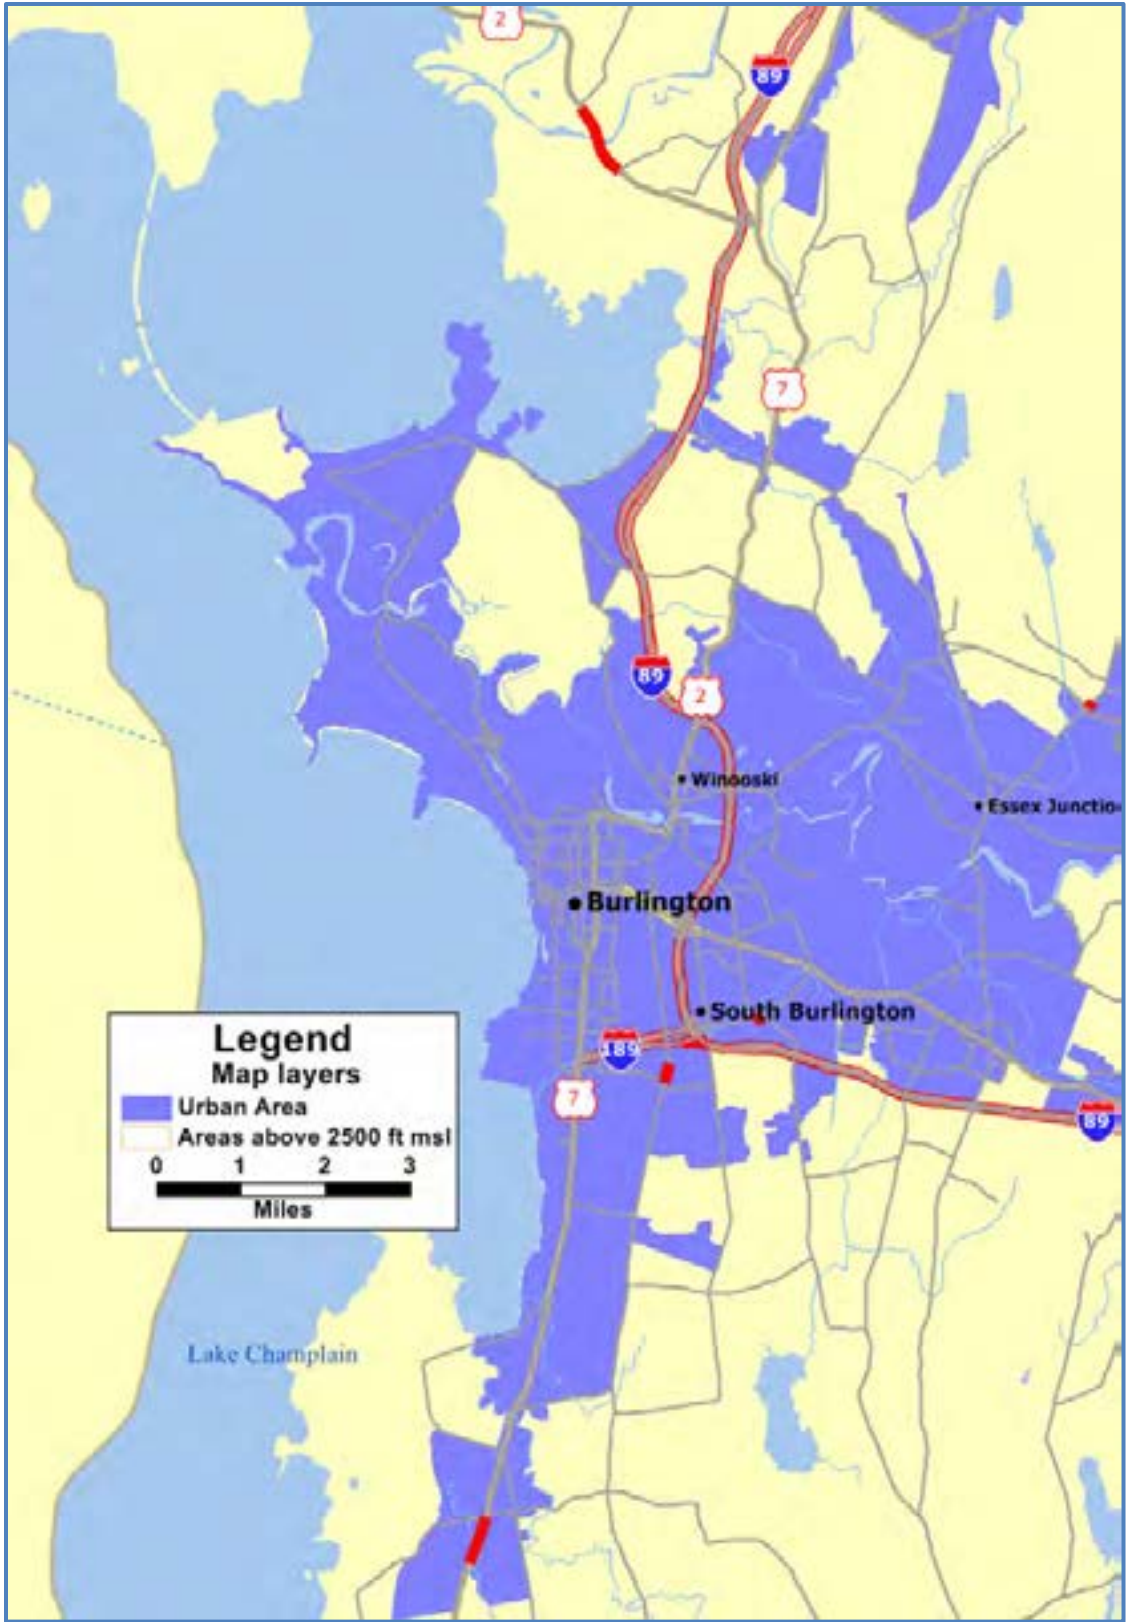 2
89
7
89
2
Winooski
Essex Junctio
Burlington
South Burlington
189
7
89
Legend
Map layers
Urban Area
Areas above 2500 ft msl
0 1 2 3
Miles
Lake Champlain